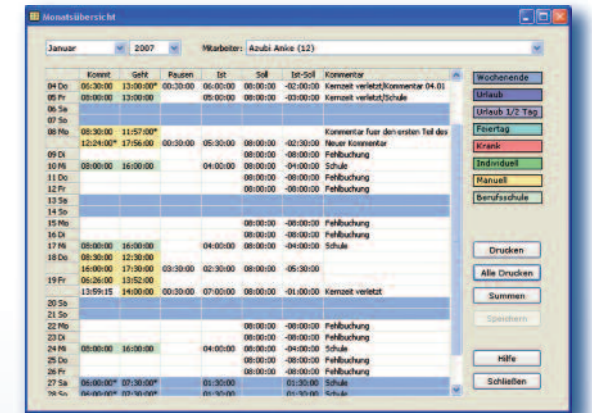 Monatsübersicht
Januar 2007 Mitarbeiter: Azubi Anke (12)
Kommt Geht Pausen Ist Soll Ist-Soll Kommentar
04 Do 06:30:00 13:00:00* 00:30:00 06:00:00 08:00:00 -02:00:00 Kernzeit verletzt/Kommentar 04.01
05 Fr 08:00:00 13:00:00 05:00:00 08:00:00 -03:00:00 Kernzeit verletzt/Schule
06 Sa
07 So
08 Mo 08:30:00 11:57:00* Kommentar fuer den ersten Teil des
12:24:00* 17:56:00 00:30:00 05:30:00 08:00:00 -02:30:00 Neuer Kommentar
09 Di 08:00:00 -08:00:00 Fehlbuchung
10 Mi 08:00:00 16:00:00 04:00:00 08:00:00 -04:00:00 Schule
11 Do 08:00:00 -08:00:00 Fehlbuchung
12 Fr 08:00:00 -08:00:00 Fehlbuchung
13 Sa
14 So
15 Mo 08:00:00 -08:00:00 Fehlbuchung
16 Di 08:00:00 -08:00:00 Fehlbuchung
17 Mi 08:00:00 16:00:00 04:00:00 08:00:00 -04:00:00 Schule
18 Do 08:30:00 12:30:00
16:00:00 17:30:00 03:30:00 02:30:00 08:00:00 -05:30:00
19 Fr 06:26:00 13:52:00
13:59:15 14:00:00 00:30:00 07:00:00 08:00:00 -01:00:00 Kernzeit verletzt
20 Sa
21 So
22 Mo 08:00:00 -08:00:00 Fehlbuchung
23 Di 08:00:00 -08:00:00 Fehlbuchung
24 Mi 08:00:00 16:00:00 04:00:00 08:00:00 -04:00:00 Schule
25 Do 08:00:00 -08:00:00 Fehlbuchung
26 Fr 08:00:00 -08:00:00 Fehlbuchung
27 Sa 06:00:00* 07:30:00* 01:30:00 01:30:00 Schule
28 So 06:00:00* 07:30:00* 01:30:00 01:30:00 Schule
Wochenende
Urlaub
Urlaub 1/2 Tag
Feiertag
Krank
Individuell
Manuell
Berufsschule
Drucken
Alle Drucken
Summen
Speichern
Hilfe
Schließen